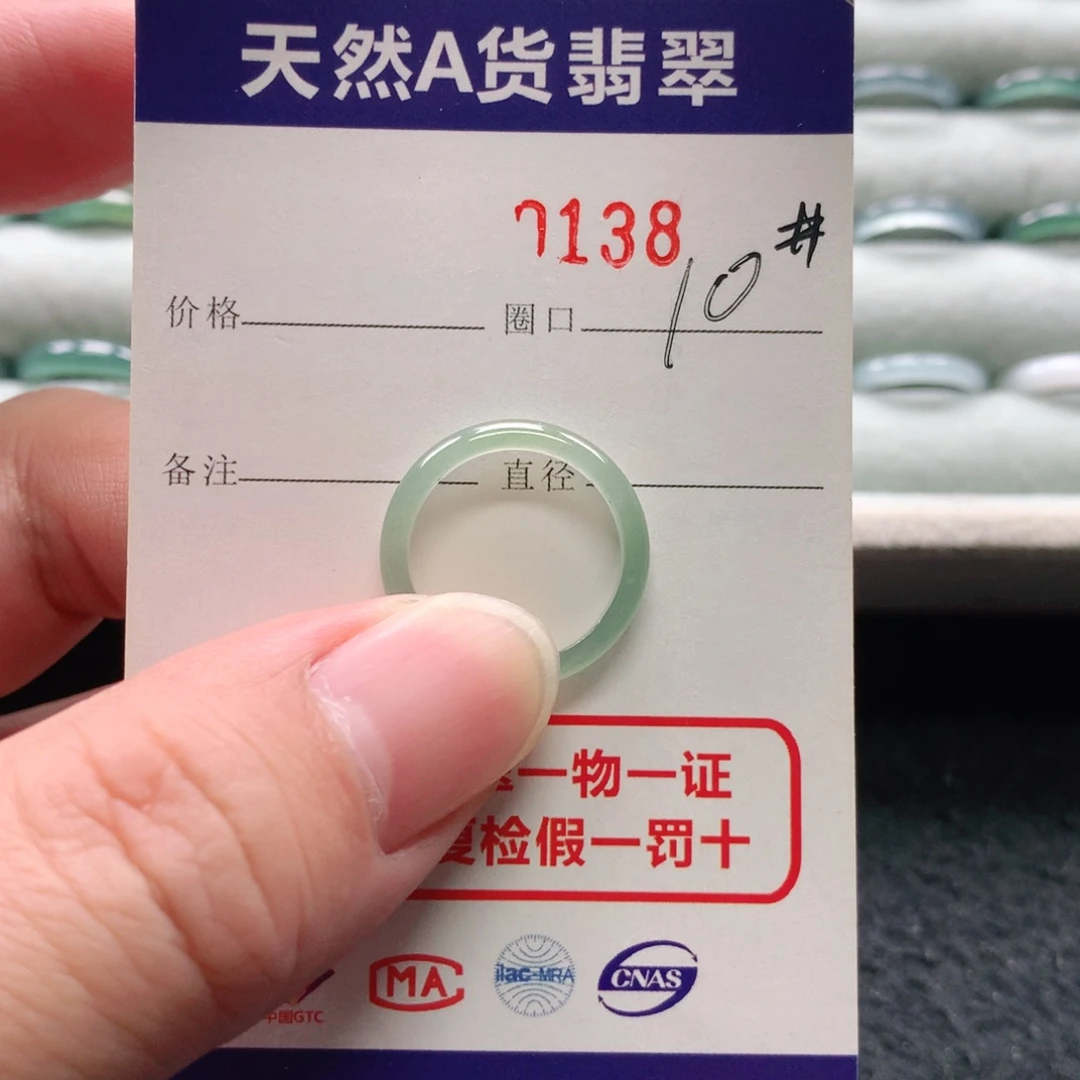 天然A货翡翠
7138
10#
价格 圈口
备注 直径
一物一证
复检假一罚十
中国GTC
MA
ilac-MRA
CNAS